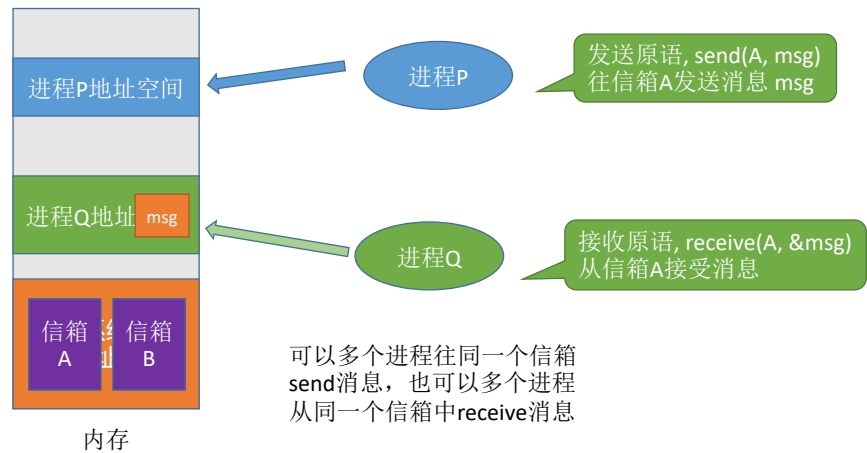 进程P地址空间
进程P
发送原语, send(A, msg)
往信箱A发送消息 msg
进程Q地址
msg
进程Q
接收原语, receive(A, &msg)
从信箱A接受消息
信箱
A
信箱
B
可以多个进程往同一个信箱
send消息，也可以多个进程
从同一个信箱中receive消息
内存